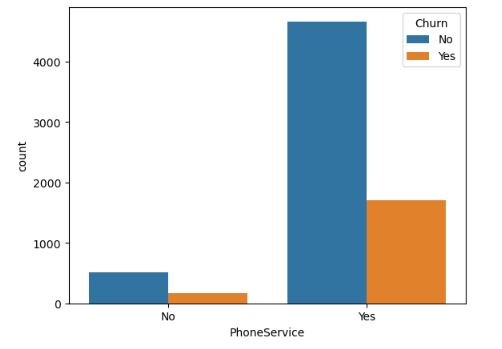 Churn
No
Yes
4000
3000
2000
1000
0
count
No Yes
PhoneService